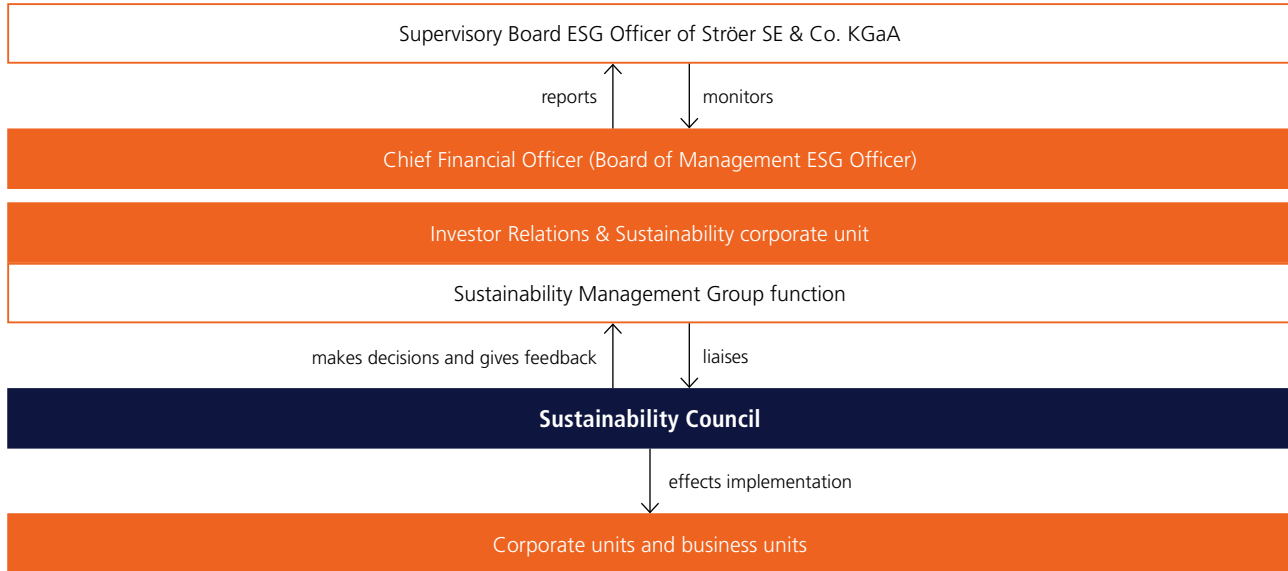 Supervisory Board ESG Officer of Ströer SE & Co. KGaA
reports
monitors
Chief Financial Officer (Board of Management ESG Officer)
Investor Relations & Sustainability corporate unit
Sustainability Management Group function
makes decisions and gives feedback
liaises
Sustainability Council
effects implementation
Corporate units and business units